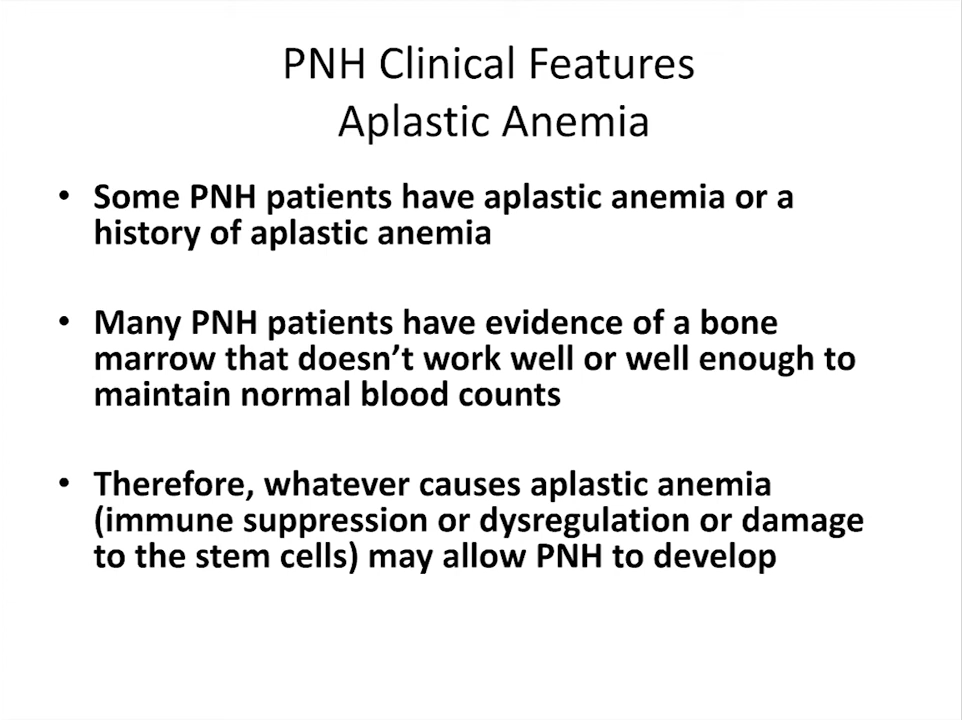 PNH Clinical Features
Aplastic Anemia
• Some PNH patients have aplastic anemia or a
history of aplastic anemia
• Many PNH patients have evidence of a bone
marrow that doesn’t work well or well enough to
maintain normal blood counts
• Therefore, whatever causes aplastic anemia
(immune suppression or dysregulation or damage
to the stem cells) may allow PNH to develop